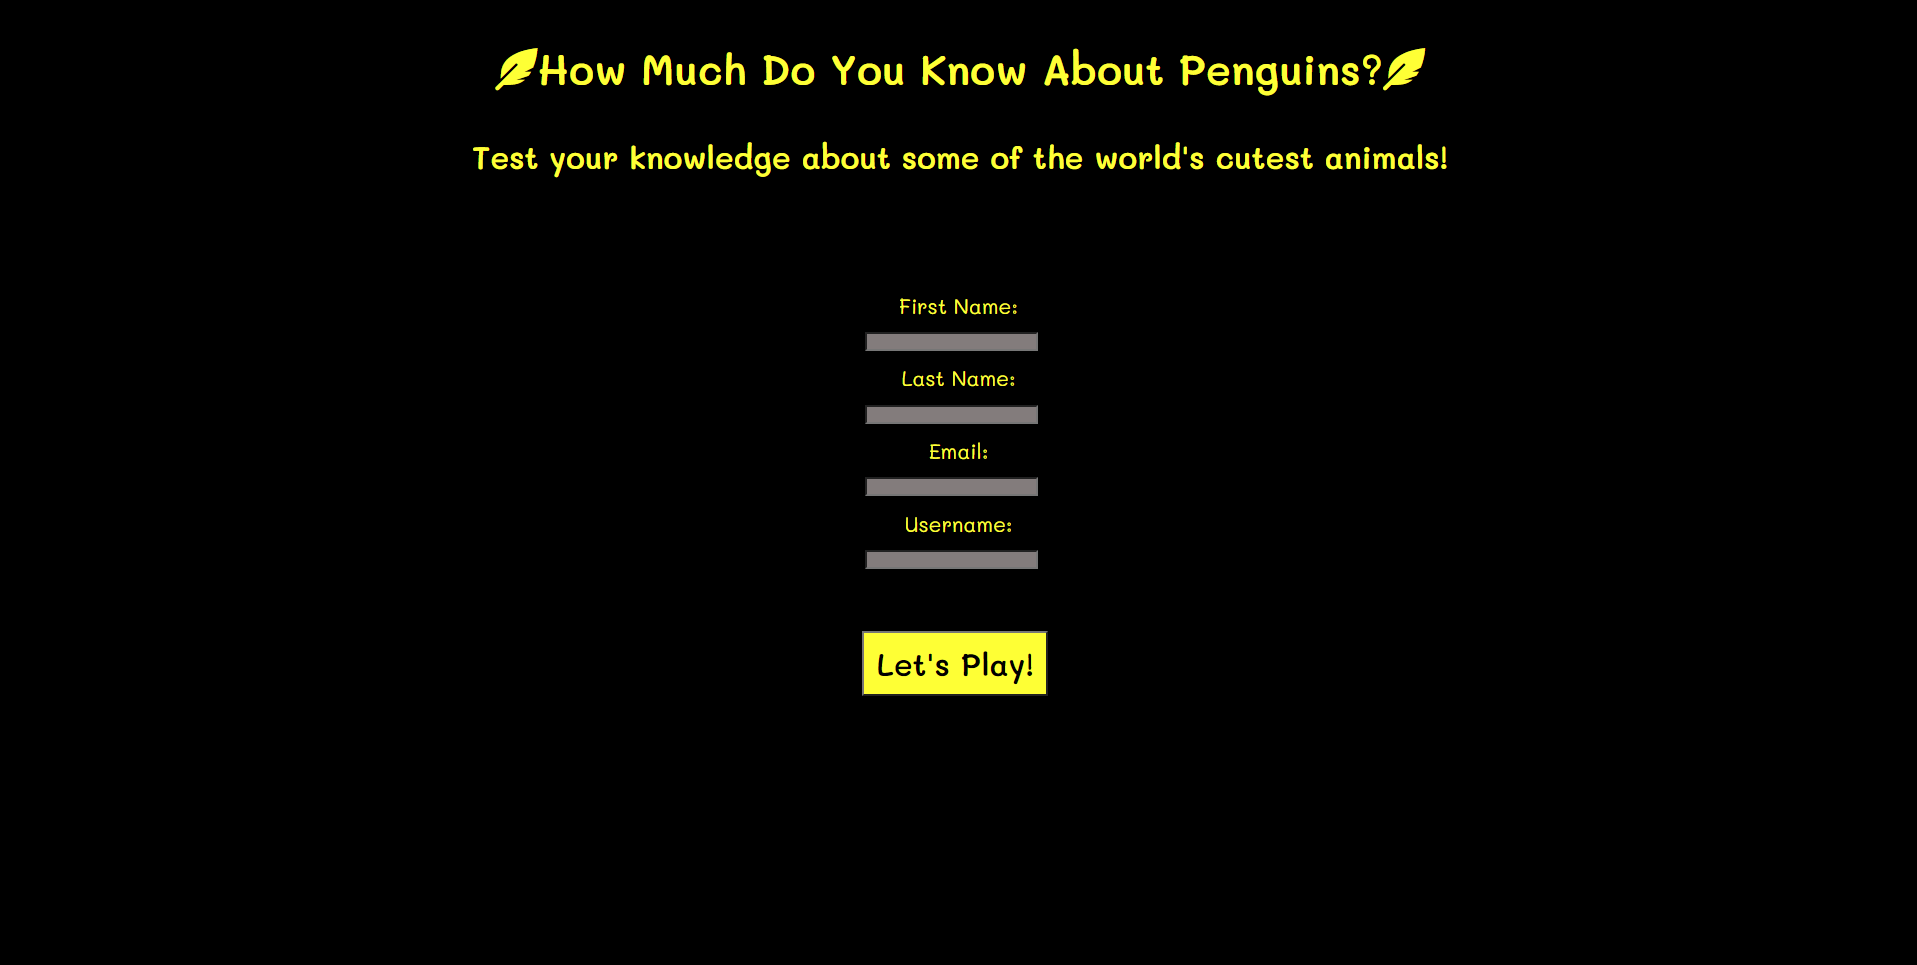 How Much Do You Know About Penguins?
Test your knowledge about some of the world's cutest animals!
First Name:
Last Name:
Email:
Username:
Let's Play!